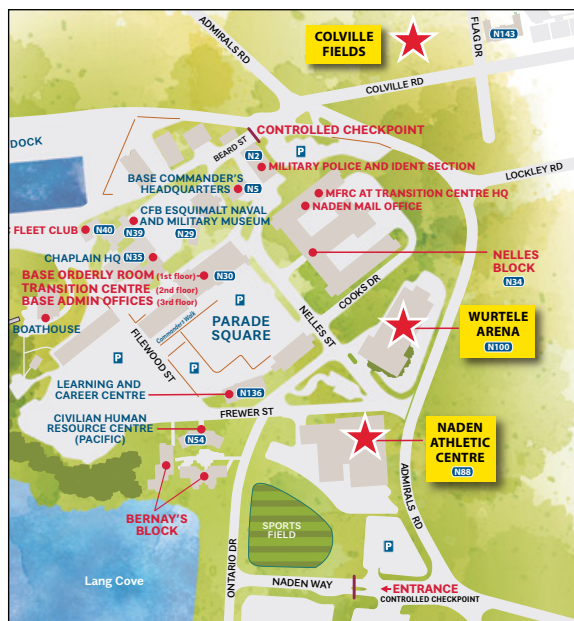 ADMIRALS RD
COLVILLE
FIELDS
FLAG DR
N143
COLVILLE RD
DOCK
CONTROLLED CHECKPOINT
BEARD ST
P
N2
MILITARY POLICE AND IDENT SECTION
LOCKLEY RD
BASE COMMANDER'S
HEADQUARTERS
N5
MFRC AT TRANSITION CENTRE HQ
NADEN MAIL OFFICE
CFB ESQUIMALT NAVAL
AND MILITARY MUSEUM
N29
C FLEET CLUB
N40
N39
CHAPLAIN HQ
N35
NELLES
BLOCK
N34
BASE ORDERLY ROOM (1st floor)
TRANSITION CENTRE (2nd floor)
BASE ADMIN OFFICES (3rd floor)
N30
COOKS DR
BOATHOUSE
P
Commanders Walk
PARADE
SQUARE
NELLES ST
WURTELE
ARENA
N100
FILEWOOD ST
P
P
LEARNING AND
CAREER CENTRE
N136
FREWER ST
CIVILIAN HUMAN
RESOURCE CENTRE
(PACIFIC)
N54
NADEN
ATHLETIC
CENTRE
N88
ADMIRALS RD
BERNAY'S
BLOCK
SPORTS
FIELD
P
ONTARIO DR
Lang Cove
NADEN WAY
ENTRANCE
CONTROLLED CHECKPOINT